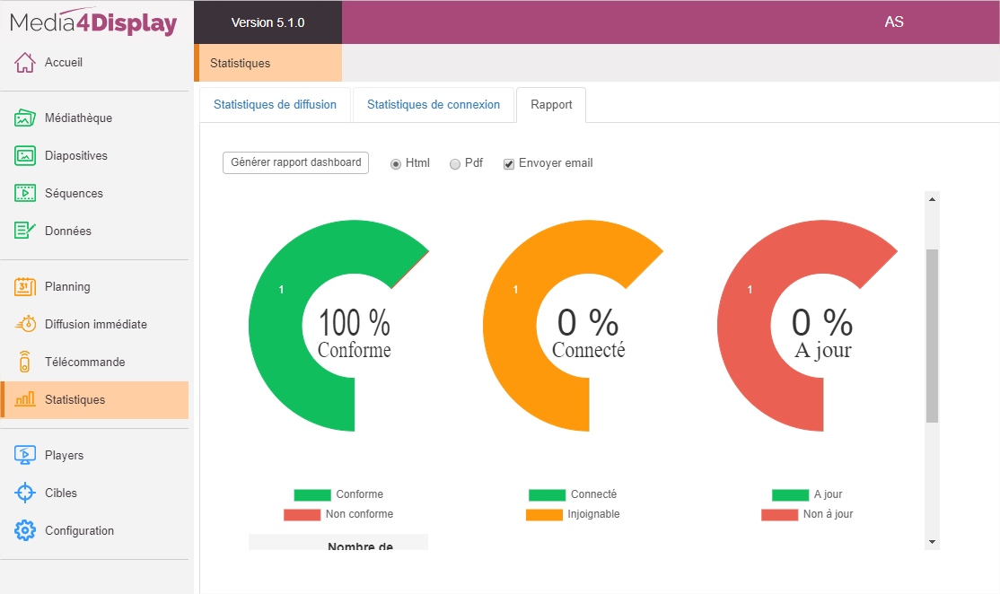 Media4Display
Version 5.1.0
AS
Accueil
Statistiques
Médiathèque
Diapositives
Séquences
Données
Planning
31
Diffusion immédiate
Télécommande
Statistiques
Players
Cibles
Configuration
Statistiques de diffusion
Statistiques de connexion
Rapport
Générer rapport dashboard
Html
Pdf
Envoyer email
1
100 %
Conforme
1
0 %
Connecté
1
0 %
A jour
Conforme
Non conforme
Connecté
Injoignable
A jour
Non à jour
Nombre de